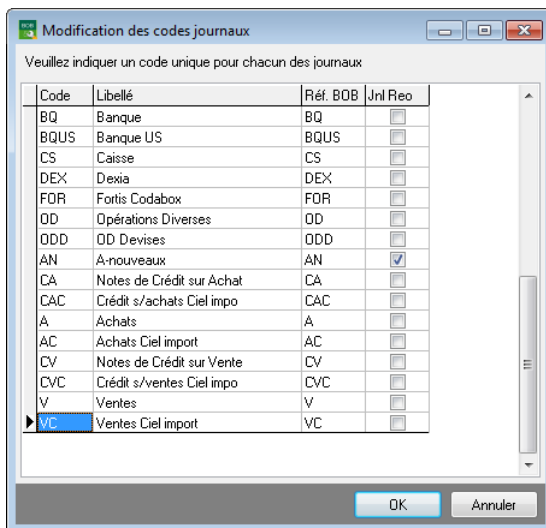 BOB
Modification des codes journaux
Veuillez indiquer un code unique pour chacun des journaux
Code Libellé Réf. BOB Jnl Reo
BQ Banque BQ
BQUS Banque US BQUS
CS Caisse CS
DEX Dexia DEX
FOR Fortis Codabox FOR
OD Opérations Diverses OD
ODD OD Devises ODD
AN A-nouveaux AN
CA Notes de Crédit sur Achat CA
CAC Crédit s/achats Ciel impo CAC
A Achats A
AC Achats Ciel import AC
CV Notes de Crédit sur Vente CV
CVC Crédit s/ventes Ciel impo CVC
V Ventes V
VC Ventes Ciel import VC
OK Annuler